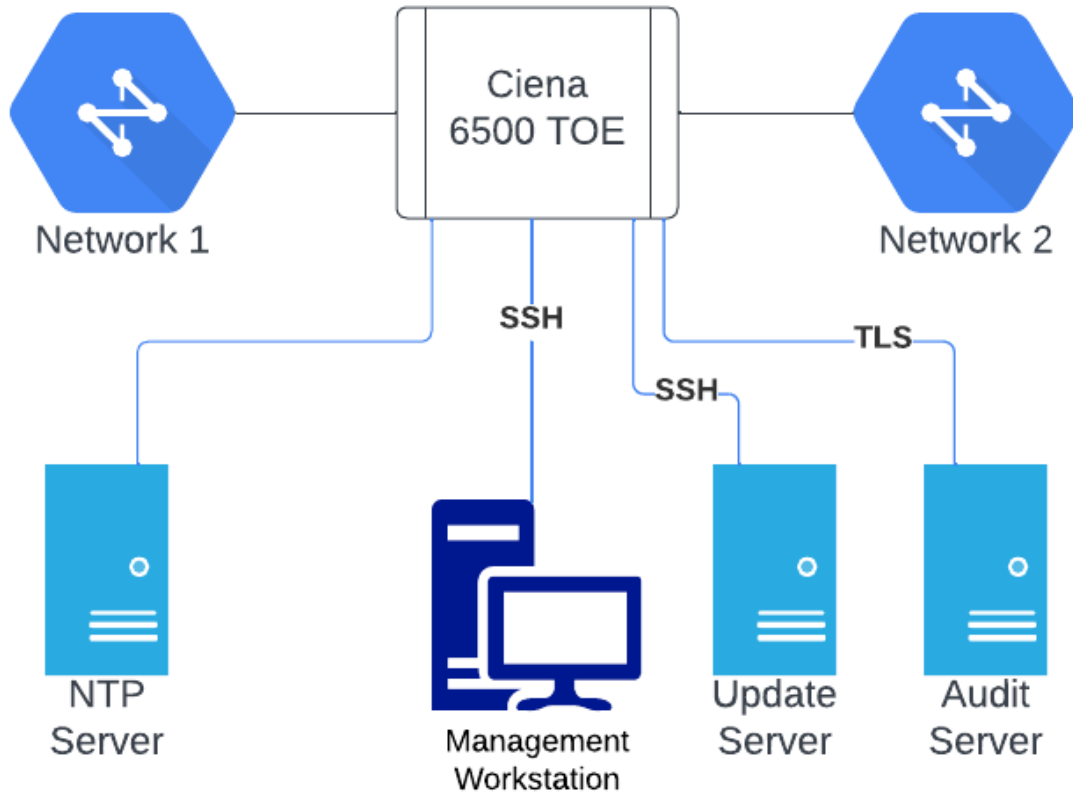 Ciena
6500 TOE
Network 1
Network 2
SSH
TLS
SSH
NTP
Server
Management
Workstation
Update
Server
Audit
Server